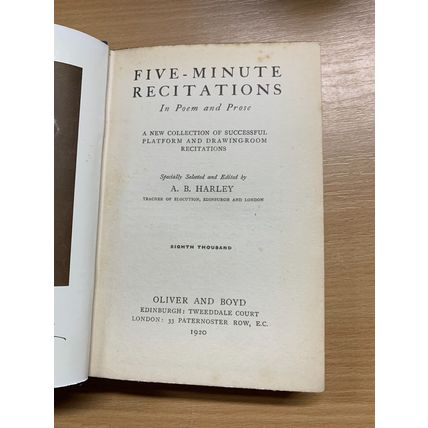 FIVE-MINUTE
RECITATIONS
In Poem and Prose
A NEW COLLECTION OF SUCCESSFUL
PLATFORM AND DRAWING-ROOM
RECITATIONS
Specially Selected and Edited by
A. B. HARLEY
TEACHER OF ELOCUTION, EDINBURGH AND LONDON
EIGHTH THOUSAND
OLIVER AND BOYD
EDINBURGH: TWEEDDALE COURT
LONDON: 33 PATERNOSTER ROW, E.C.
1920